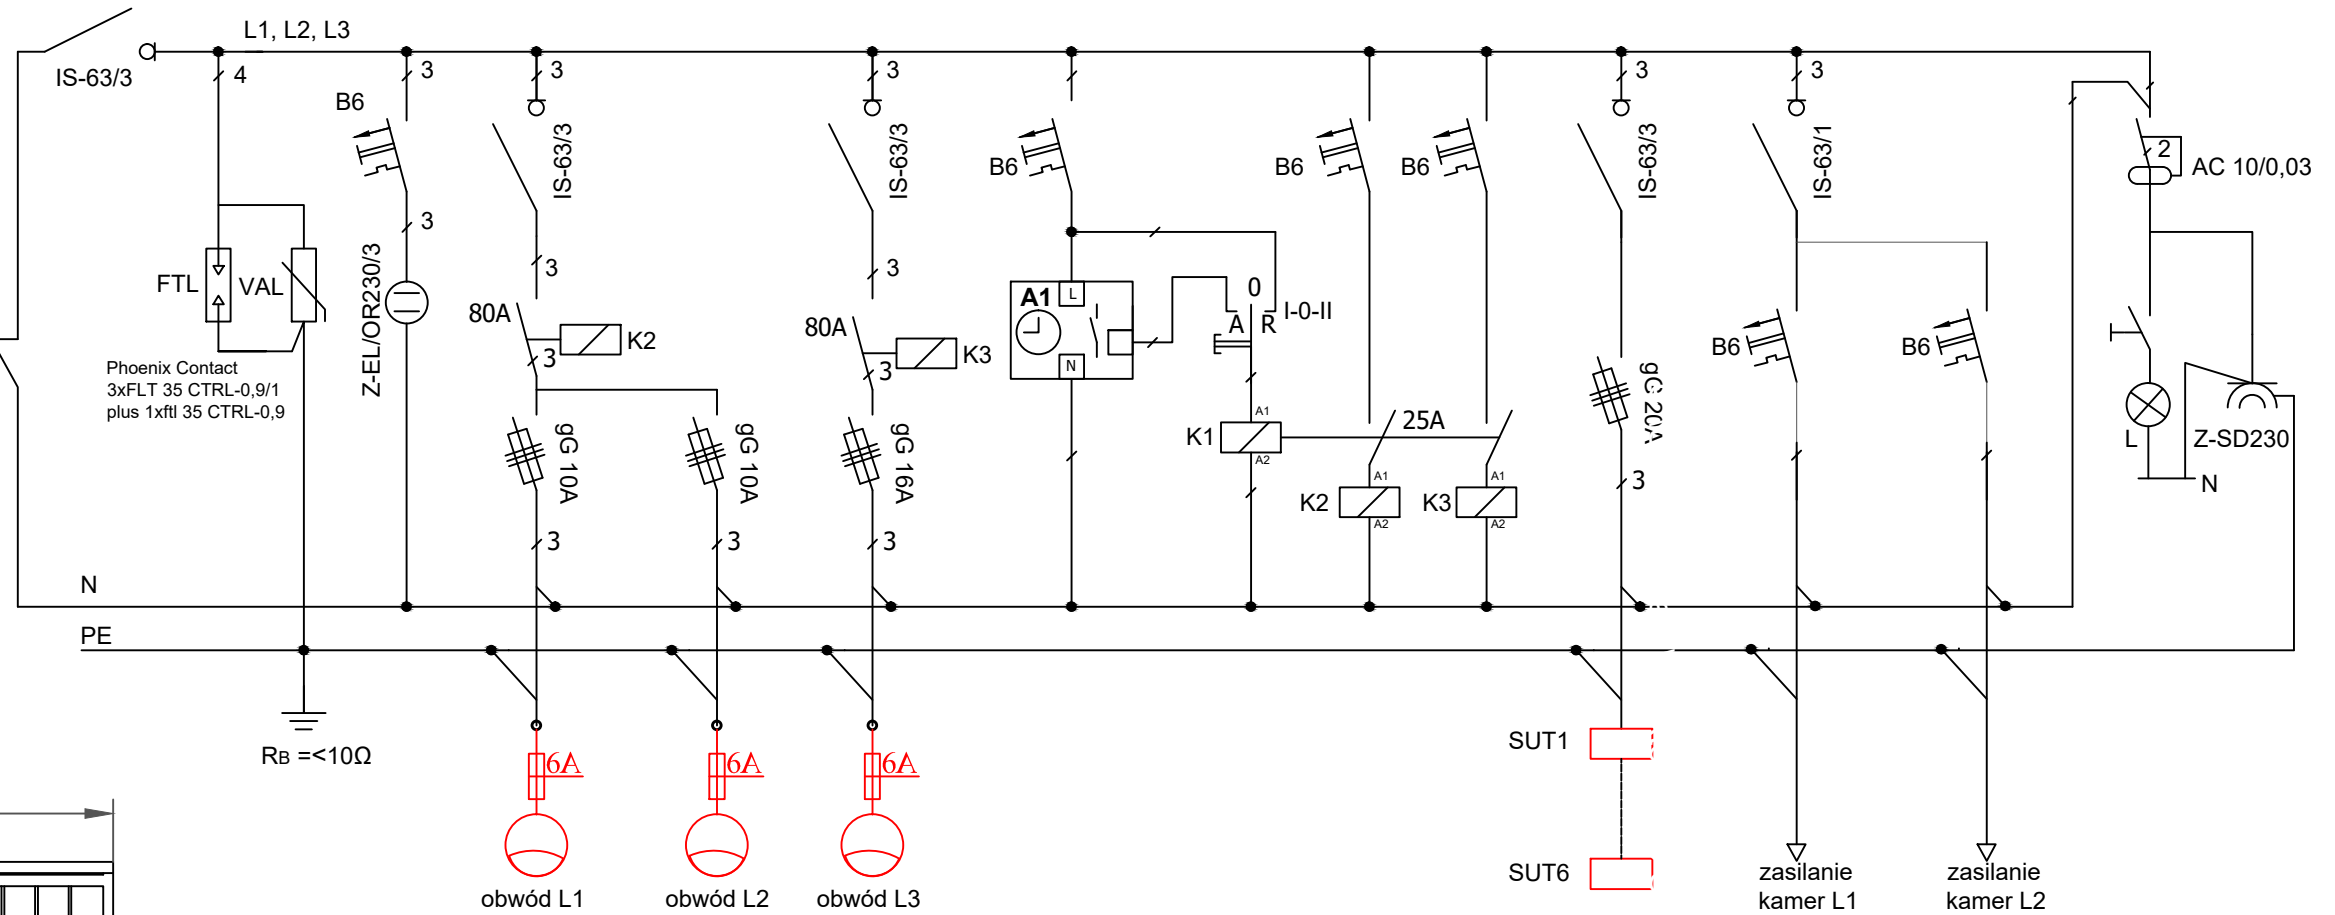 L1, L2, L3
IS-63/3
4
3
3
3
3
3
B6
IS-63/3
IS-63/3
B6
B6
B6
IS-63/3
IS-63/1
2
AC 10/0,03
3
Z-EL/OR230/3
FTL
VAL
3
3
80A
K2
3
80A
K3
3
A1
L
N
0
A
R
I-0-II
B6
B6
Phoenix Contact
3xFLT 35 CTRL-0,9/1
plus 1xftl 35 CTRL-0,9
gG 10A
gG 10A
gG 16A
gG 20A
A1
K1
A2
25A
A1
K2
A2
A1
K3
A2
3
L
Z-SD230
N
3
3
3
N
PE
RB =<10Ω
6A
6A
6A
SUT1
SUT6
obwód L1
obwód L2
obwód L3
zasilanie
kamer L1
zasilanie
kamer L2